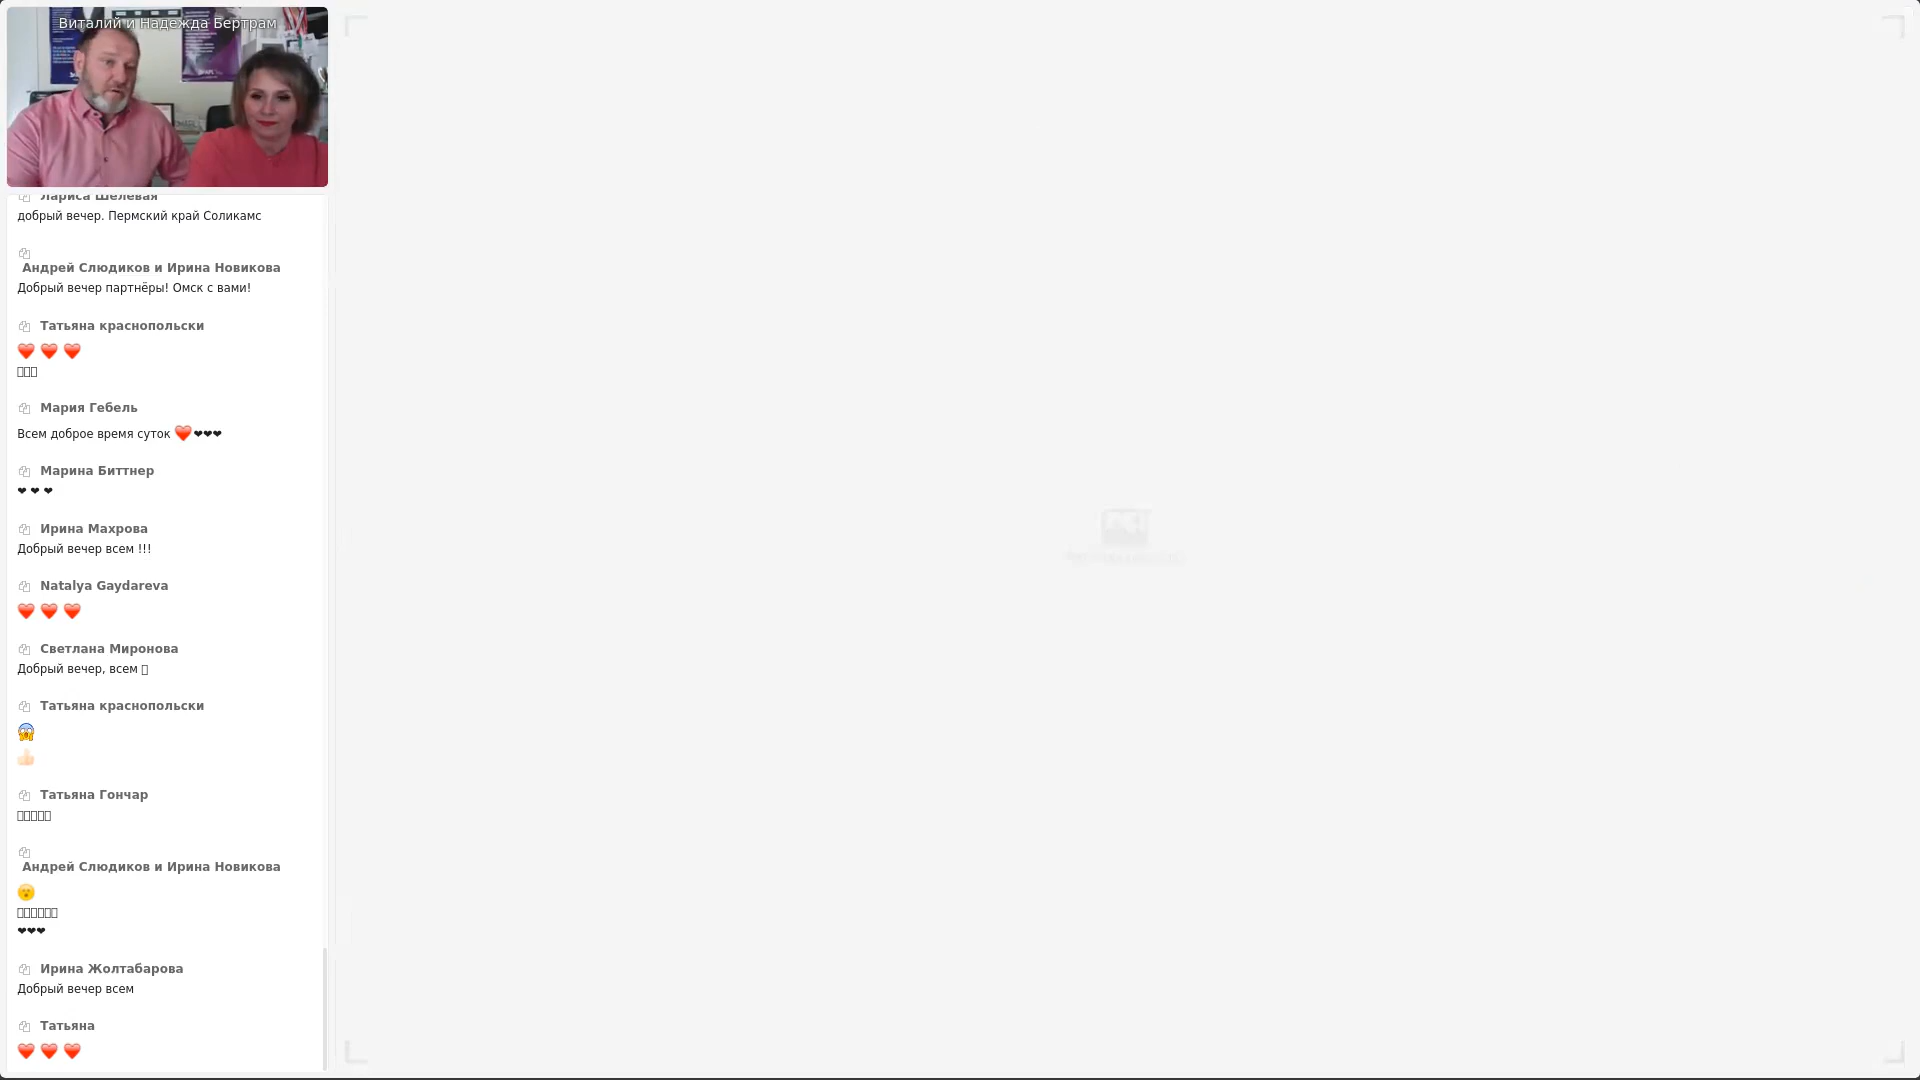 Виталий и Надежда Бертрам
Лариса Шелевая
добрый вечер. Пермский край Соликамс
Андрей Слюдиков и Ирина Новикова
Добрый вечер партнёры! Омск с вами!
Татьяна краснопольски
❤️ ❤️ ❤️
Мария Гебель
Всем доброе время суток ❤️❤❤❤
Марина Биттнер
❤ ❤ ❤
Ирина Махрова
Добрый вечер всем !!!
Natalya Gaydareva
❤️ ❤️ ❤️
Светлана Миронова
Добрый вечер, всем
Татьяна краснопольски
😱
👍🏻
Татьяна Гончар
Андрей Слюдиков и Ирина Новикова
😮
❤❤❤
Ирина Жолтабарова
Добрый вечер всем
Татьяна
❤️ ❤️ ❤️